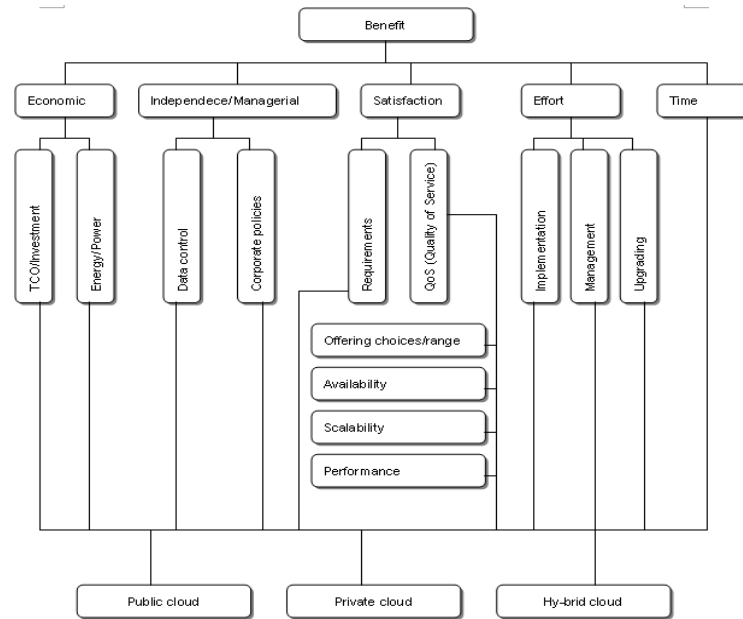 Benefit
Economic
Independece/Managerial
Satisfaction
Effort
Time
TCO/Investment
Energy/Power
Data control
Corporate policies
Requirements
QoS (Quality of Service)
Implementation
Management
Upgrading
Offering choices/range
Availability
Scalability
Performance
Public cloud
Private cloud
Hy-brid cloud